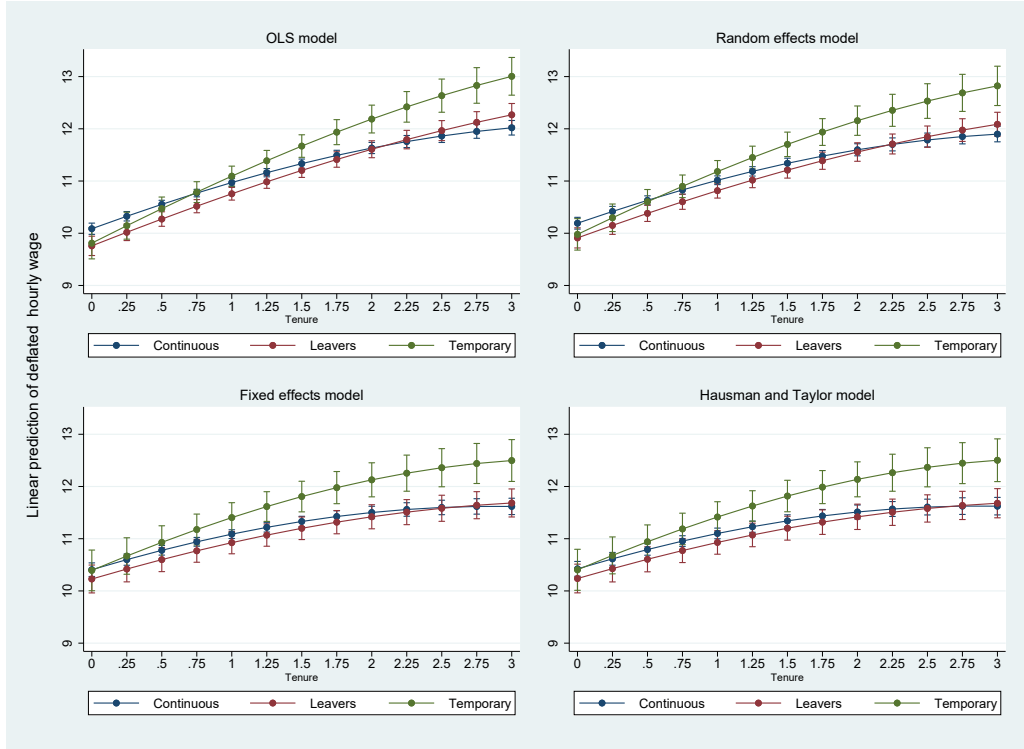 Linear prediction of deflated hourly wage
OLS model
13
12
11
10
9
0 .25 .5 .75 1 1.25 1.5 1.75 2 2.25 2.5 2.75 3
Tenure
Continuous Leavers Temporary
Random effects model
13
12
11
10
9
0 .25 .5 .75 1 1.25 1.5 1.75 2 2.25 2.5 2.75 3
Tenure
Continuous Leavers Temporary
Fixed effects model
13
12
11
10
9
0 .25 .5 .75 1 1.25 1.5 1.75 2 2.25 2.5 2.75 3
Tenure
Continuous Leavers Temporary
Hausman and Taylor model
13
12
11
10
9
0 .25 .5 .75 1 1.25 1.5 1.75 2 2.25 2.5 2.75 3
Tenure
Continuous Leavers Temporary